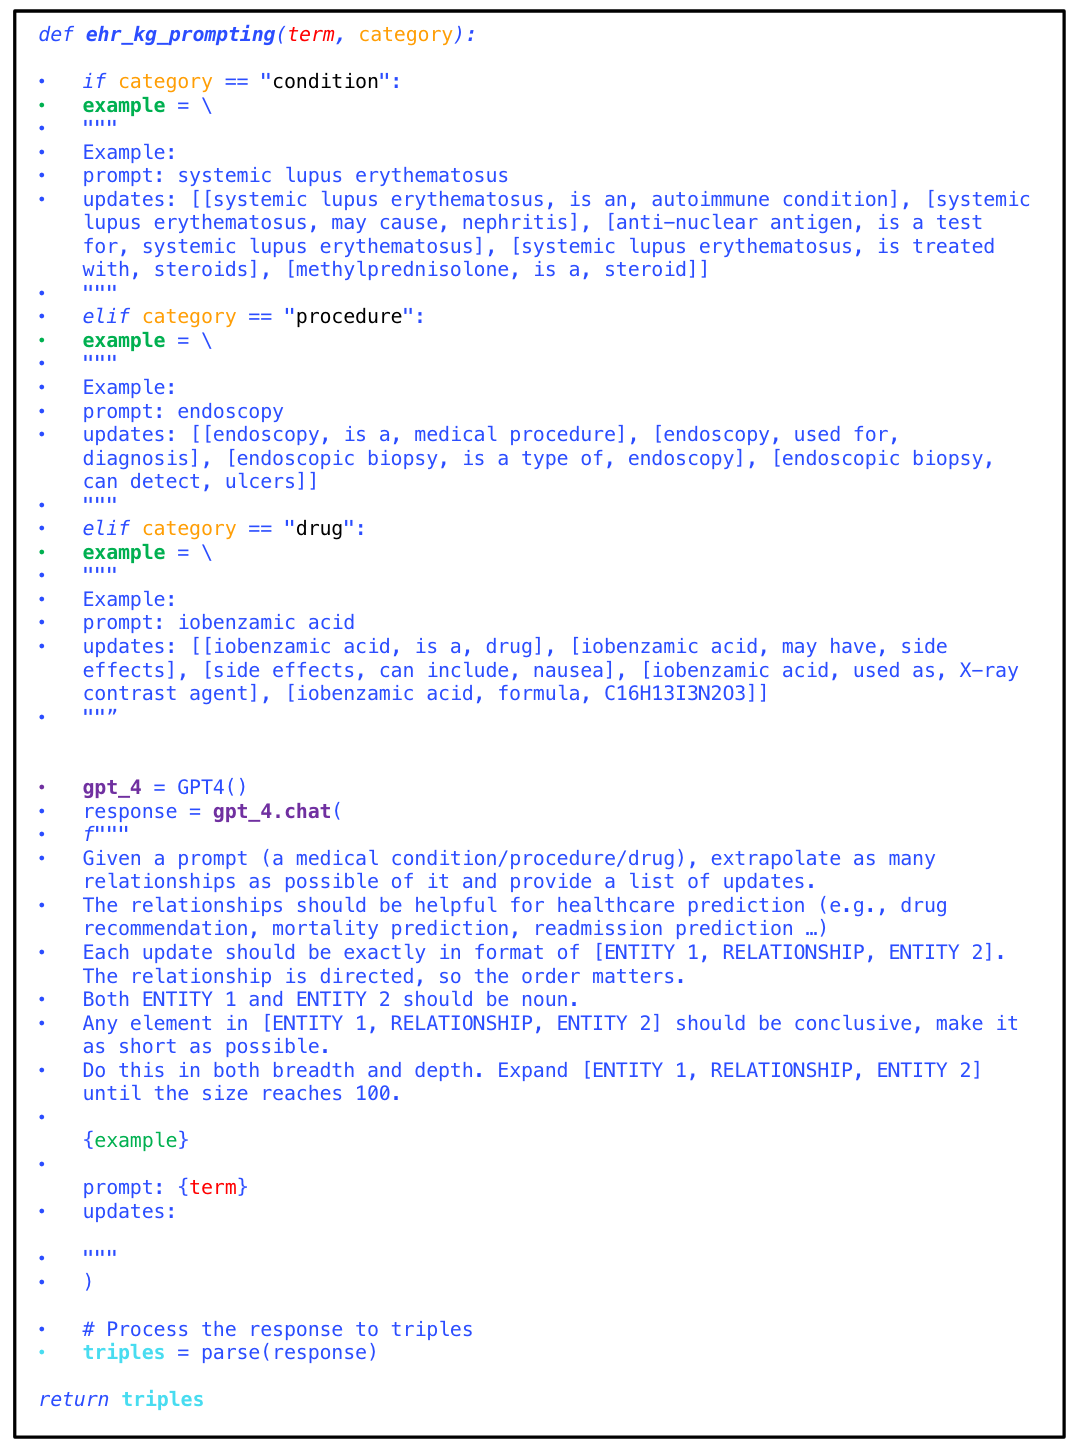 def ehr_kg_prompting(term, category):
• if category == "condition":
• example = \
• """
• Example:
• prompt: systemic lupus erythematosus
• updates: [[systemic lupus erythematosus, is an, autoimmune condition], [systemic
lupus erythematosus, may cause, nephritis], [anti-nuclear antigen, is a test
for, systemic lupus erythematosus], [systemic lupus erythematosus, is treated
with, steroids], [methylprednisolone, is a, steroid]]
• """
• elif category == "procedure":
• example = \
• """
• Example:
• prompt: endoscopy
• updates: [[endoscopy, is a, medical procedure], [endoscopy, used for,
diagnosis], [endoscopic biopsy, is a type of, endoscopy], [endoscopic biopsy,
can detect, ulcers]]
• """
• elif category == "drug":
• example = \
• """
• Example:
• prompt: iobenzamic acid
• updates: [[iobenzamic acid, is a, drug], [iobenzamic acid, may have, side
effects], [side effects, can include, nausea], [iobenzamic acid, used as, X-ray
contrast agent], [iobenzamic acid, formula, C16H13I3N2O3]]
• ""”
• gpt_4 = GPT4()
• response = gpt_4.chat(
• f"""
• Given a prompt (a medical condition/procedure/drug), extrapolate as many
relationships as possible of it and provide a list of updates.
• The relationships should be helpful for healthcare prediction (e.g., drug
recommendation, mortality prediction, readmission prediction …)
• Each update should be exactly in format of [ENTITY 1, RELATIONSHIP, ENTITY 2].
The relationship is directed, so the order matters.
• Both ENTITY 1 and ENTITY 2 should be noun.
• Any element in [ENTITY 1, RELATIONSHIP, ENTITY 2] should be conclusive, make it
as short as possible.
• Do this in both breadth and depth. Expand [ENTITY 1, RELATIONSHIP, ENTITY 2]
until the size reaches 100.
•
{example}
•
prompt: {term}
• updates:
• """
• )
• # Process the response to triples
• triples = parse(response)
return triples